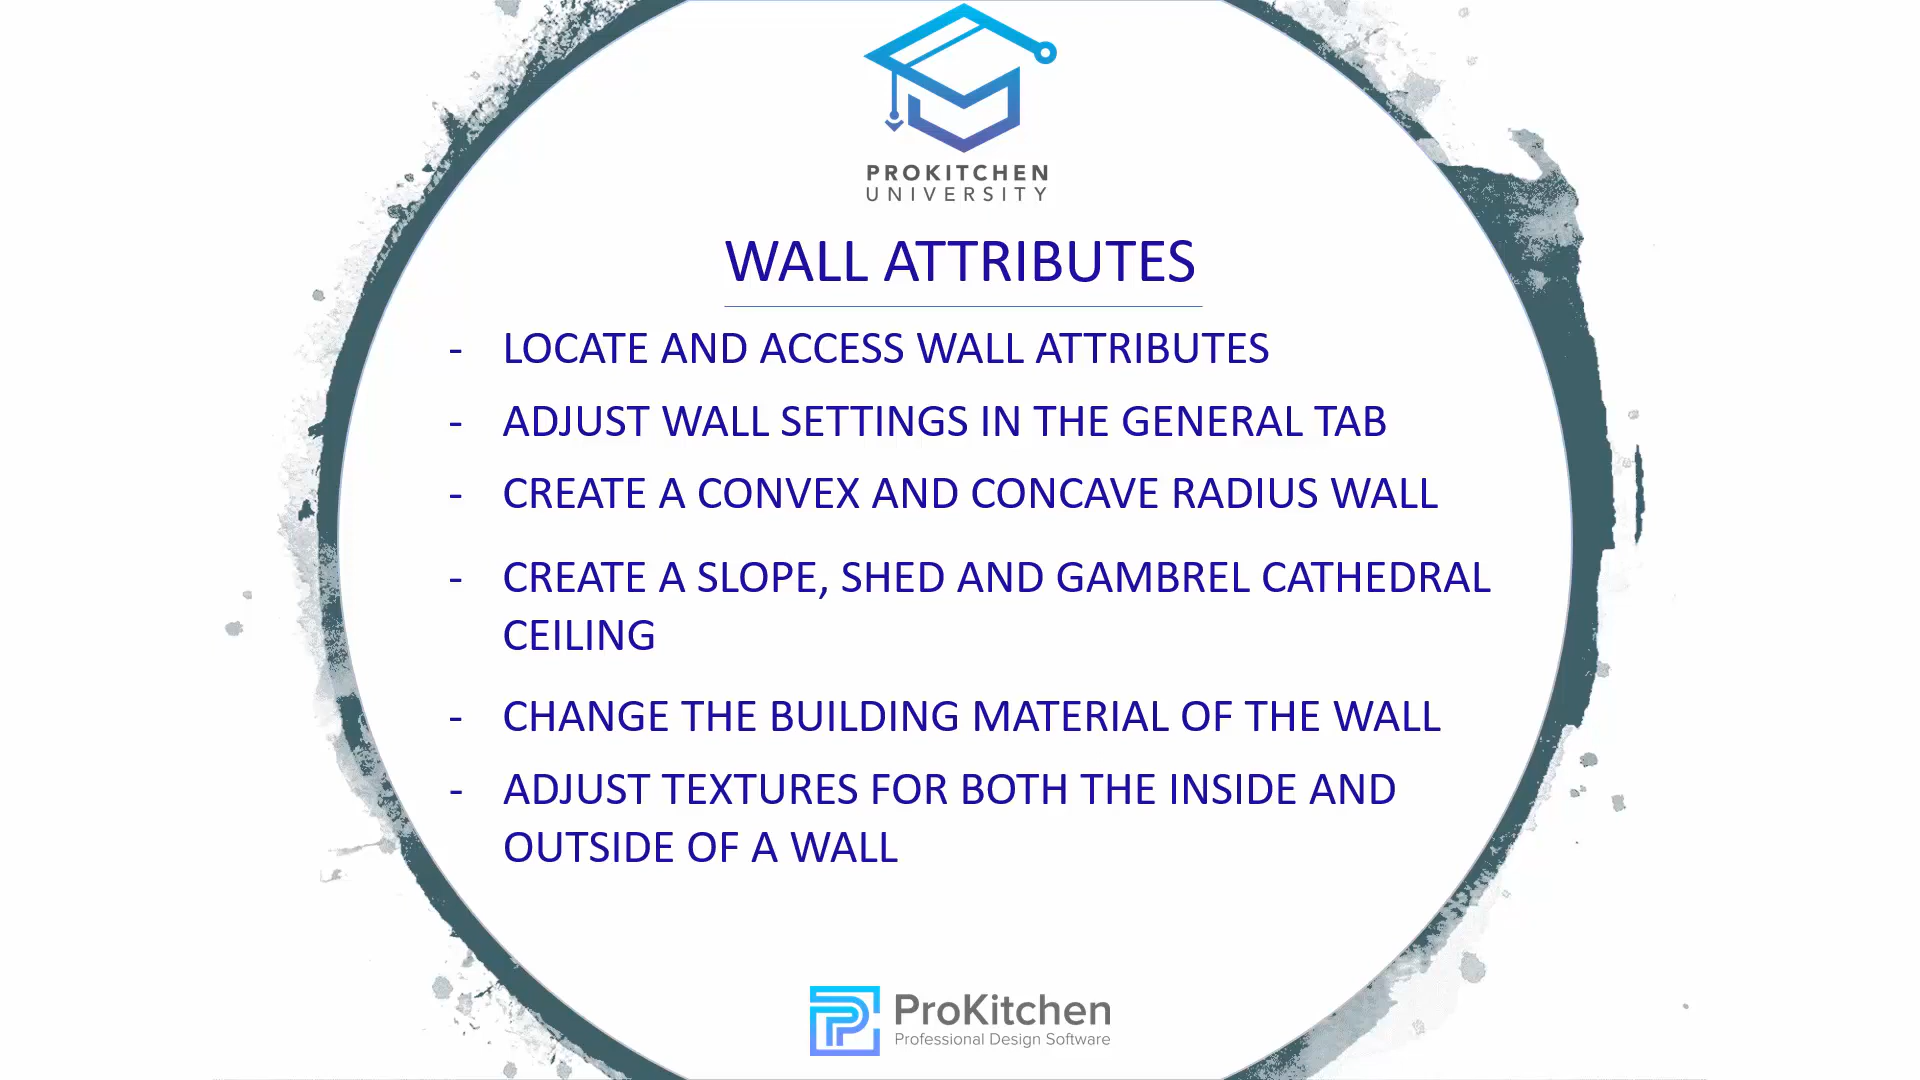 PROKITCHEN
UNIVERSITY
WALL ATTRIBUTES
- LOCATE AND ACCESS WALL ATTRIBUTES
- ADJUST WALL SETTINGS IN THE GENERAL TAB
- CREATE A CONVEX AND CONCAVE RADIUS WALL
- CREATE A SLOPE, SHED AND GAMBREL CATHEDRAL
CEILING
- CHANGE THE BUILDING MATERIAL OF THE WALL
- ADJUST TEXTURES FOR BOTH THE INSIDE AND
OUTSIDE OF A WALL
ProKitchen
Professional Design Software